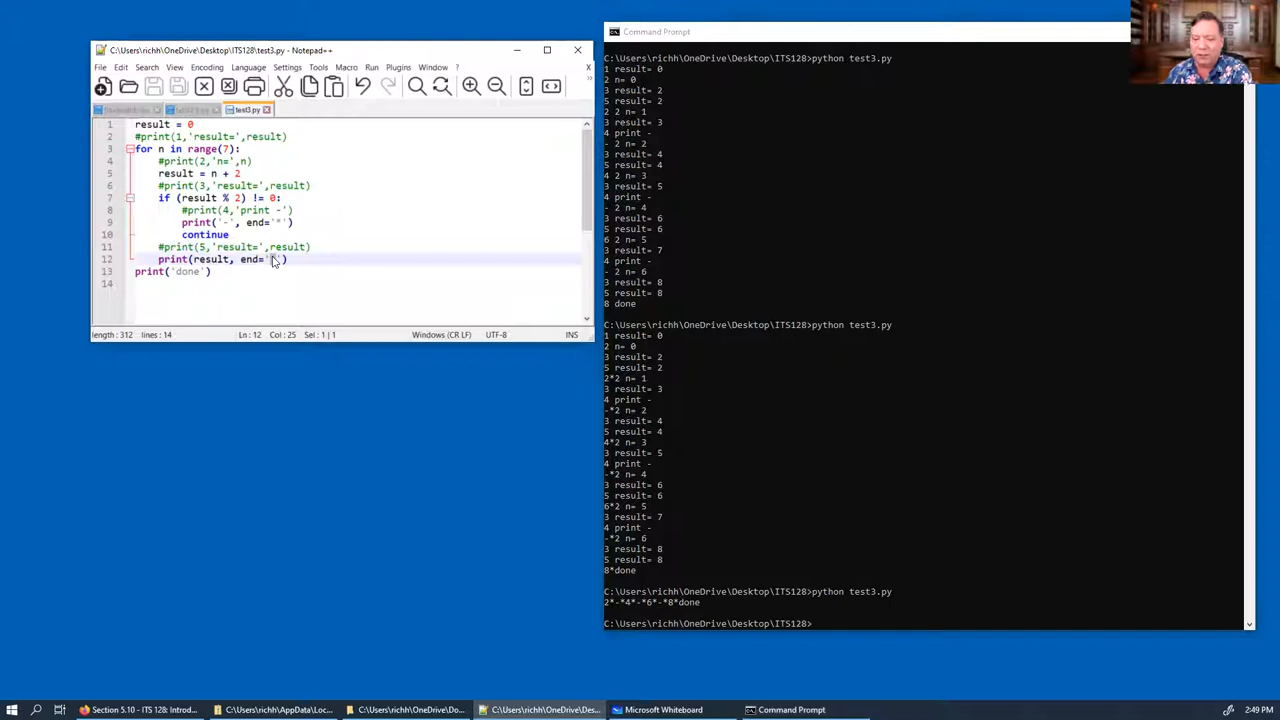 C:\Users\richh\OneDrive\Desktop\ITS128\test3.py - Notepad++
File Edit Search View Encoding Language Settings Tools Macro Run Plugins Window ?
test3.py
1 result = 0
2 #print(1,'result=',result)
3 for n in range(7):
4 #print(2,'n=',n)
5 result = n + 2
6 #print(3,'result=',result)
7 if (result % 2) != 0:
8 #print(4,'print -')
9 print('-', end='*')
10 continue
11 #print(5,'result=',result)
12 print(result, end='*')
13 print('done')
14
length : 312 lines : 14 Ln : 12 Col : 25 Sel : 1 | 1 Windows (CR LF) UTF-8 INS
Command Prompt
C:\Users\richh\OneDrive\Desktop\ITS128>python test3.py
1 result= 0
2 n= 0
3 result= 2
5 result= 2
2 2 n= 1
3 result= 3
4 print -
- 2 n= 2
3 result= 4
5 result= 4
4 2 n= 3
3 result= 5
4 print -
- 2 n= 4
3 result= 6
5 result= 6
6 2 n= 5
3 result= 7
4 print -
- 2 n= 6
3 result= 8
5 result= 8
8 done
C:\Users\richh\OneDrive\Desktop\ITS128>python test3.py
1 result= 0
2 n= 0
3 result= 2
5 result= 2
2*2 n= 1
3 result= 3
4 print -
-*2 n= 2
3 result= 4
5 result= 4
4*2 n= 3
3 result= 5
4 print -
-*2 n= 4
3 result= 6
5 result= 6
6*2 n= 5
3 result= 7
4 print -
-*2 n= 6
3 result= 8
5 result= 8
8*done
C:\Users\richh\OneDrive\Desktop\ITS128>python test3.py
2*-*4*-*6*-*8*done
C:\Users\richh\OneDrive\Desktop\ITS128>
Section 5.10 - ITS 128: Introd... C:\Users\richh\AppData\Loc... C:\Users\richh\OneDrive\Do... C:\Users\richh\OneDrive\Des... Microsoft Whiteboard Command Prompt 2:49 PM